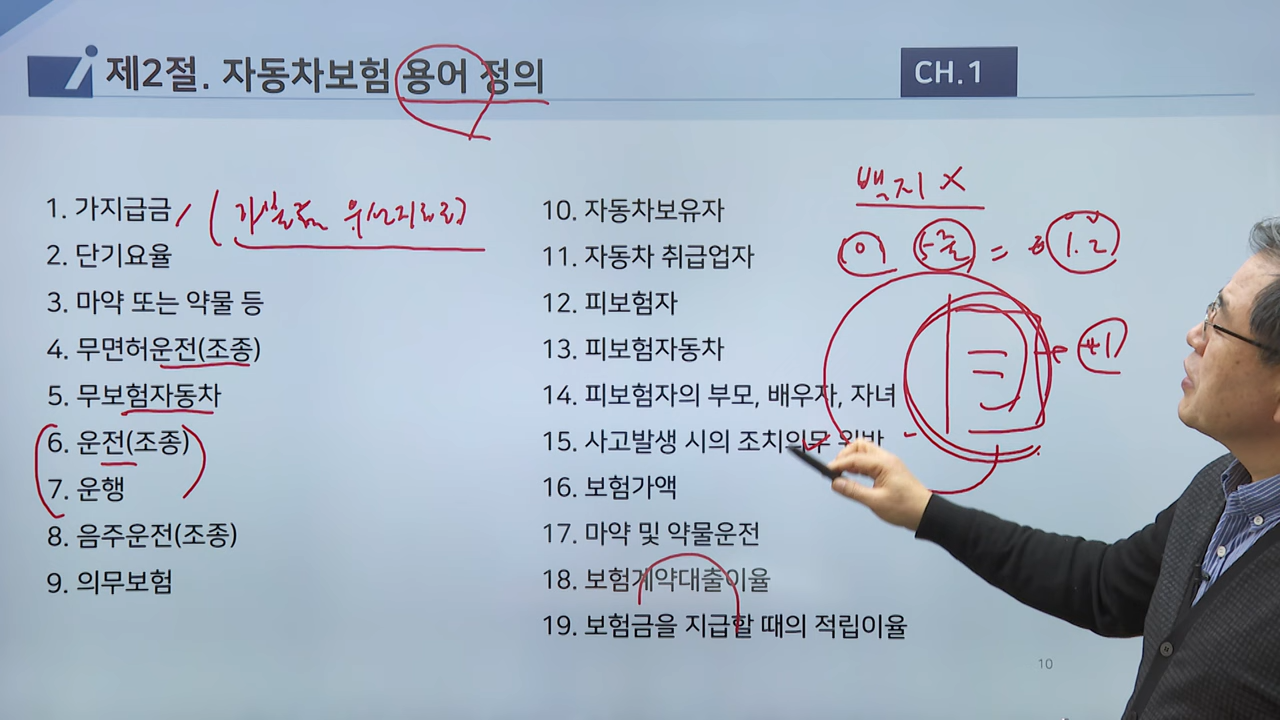 제2절. 자동차보험 용어 정의
CH.1
1. 가지급금
2. 단기요율
3. 마약 또는 약물 등
4. 무면허운전(조종)
5. 무보험자동차
6. 운전(조종)
7. 운행
8. 음주운전(조종)
9. 의무보험
10. 자동차보유자
11. 자동차 취급업자
12. 피보험자
13. 피보험자동차
14. 피보험자의 부모, 배우자, 자녀
15. 사고발생 시의 조치의무 위반
16. 보험가액
17. 마약 및 약물운전
18. 보험계약대출이율
19. 보험금을 지급할 때의 적립이율
백지 X
1.2
+1
10